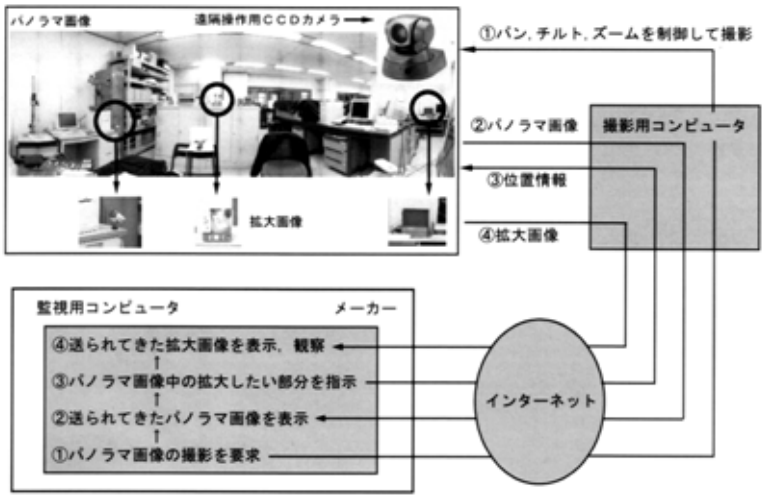 パノラマ画像
遠隔操作用CCDカメラ
拡大画像
①パン,チルト,ズームを制御して撮影
②パノラマ画像
撮影用コンピュータ
③位置情報
④拡大画像
監視用コンピュータ
メーカー
④送られてきた拡大画像を表示,観察
③パノラマ画像中の拡大したい部分を指示
②送られてきたパノラマ画像を表示
①パノラマ画像の撮影を要求
インターネット